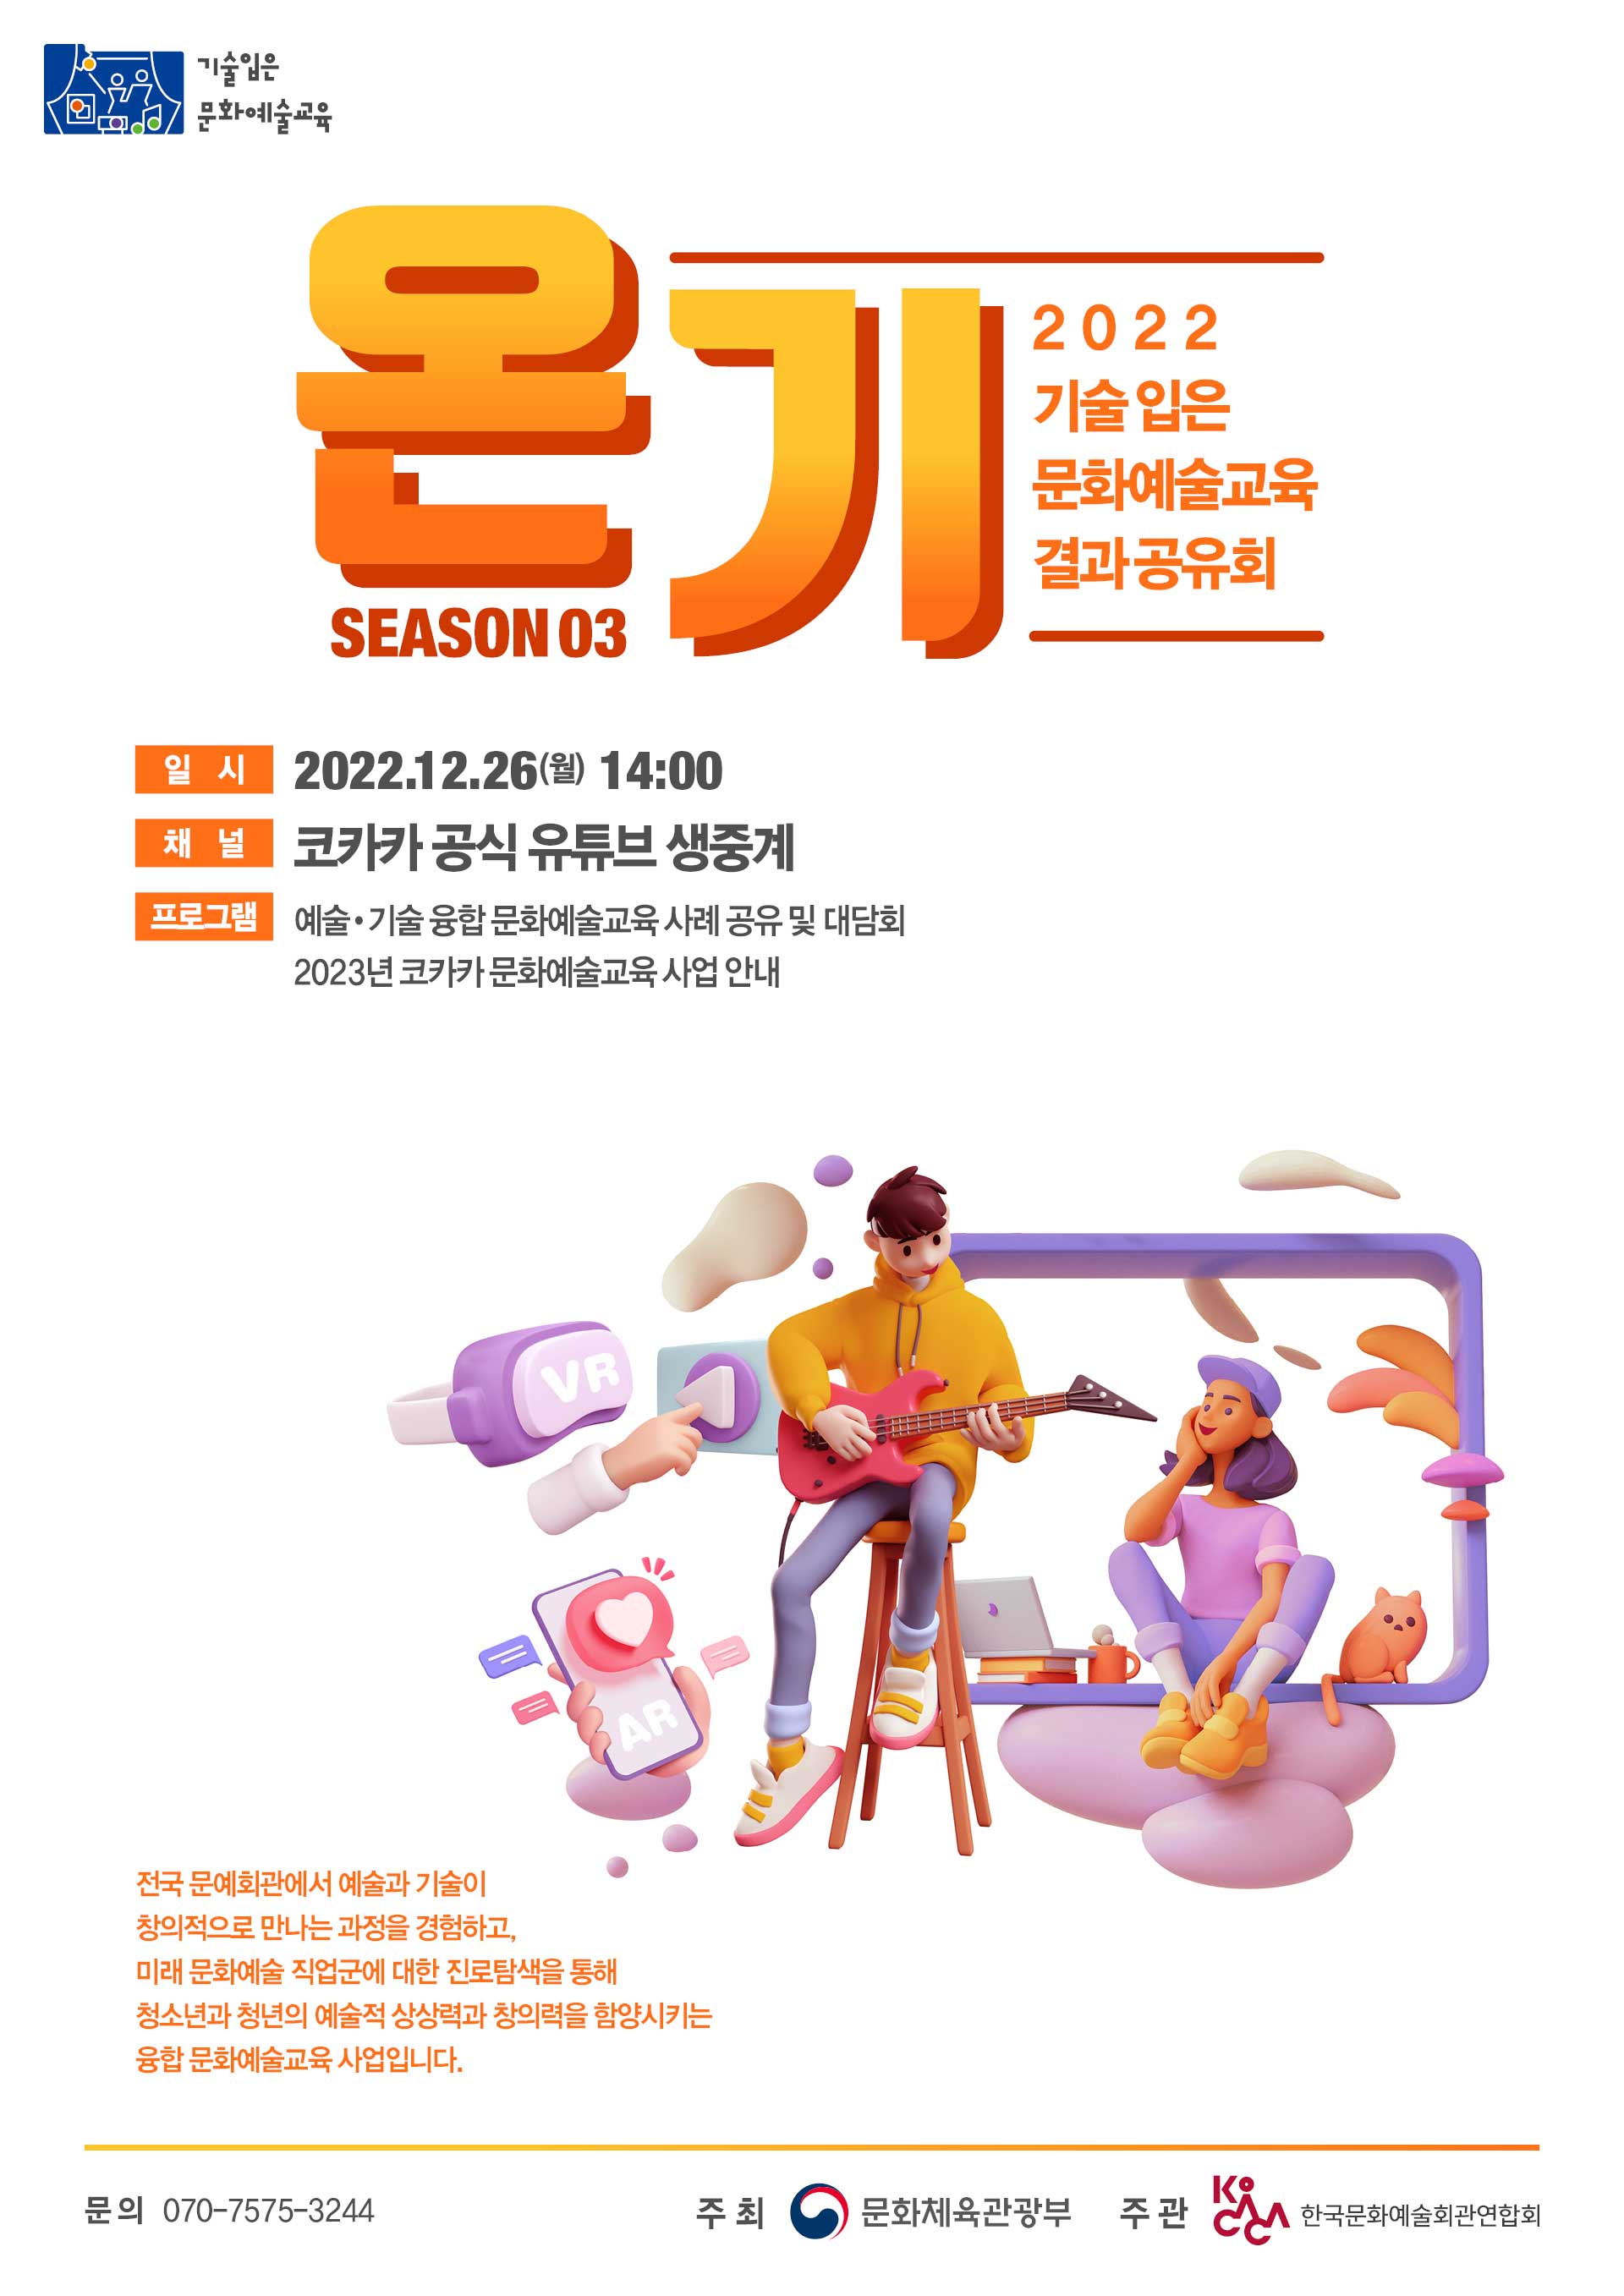 기술입은
문화예술교육
온기
SEASON 03
2022
기술 입은
문화예술교육
결과 공유회
일 시 2022.12.26(월) 14:00
채 널 코카카 공식 유튜브 생중계
프로그램 예술•기술 융합 문화예술교육 사례 공유 및 대담회
2023년 코카카 문화예술교육 사업 안내
VR
AR
전국 문예회관에서 예술과 기술이
창의적으로 만나는 과정을 경험하고,
미래 문화예술 직업군에 대한 진로탐색을 통해
청소년과 청년의 예술적 상상력과 창의력을 함양시키는
융합 문화예술교육 사업입니다.
문의 070-7575-3244 주최 문화체육관광부 주관 KOCACA 한국문화예술회관연합회